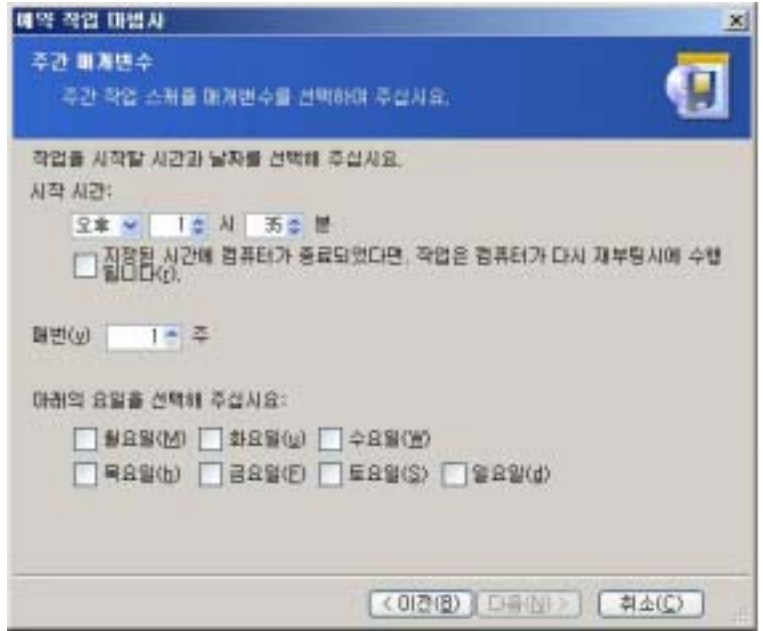 예약 작업 마법사
주간 매개변수
주간 작업 스케줄 매개변수를 선택하여 주십시요.
작업을 시작할 시간과 날짜를 선택해 주십시요.
시작 시간:
오후 1 시 35 분
지정된 시간에 컴퓨터가 종료되었다면, 작업은 컴퓨터가 다시 재부팅시에 수행
됩니다(r).
매번(v) 1 주
아래의 요일을 선택해 주십시요:
월요일(M) 화요일(u) 수요일(W)
목요일(h) 금요일(F) 토요일(S) 일요일(d)
< 이전(B) 다음(N) > 취소(C)